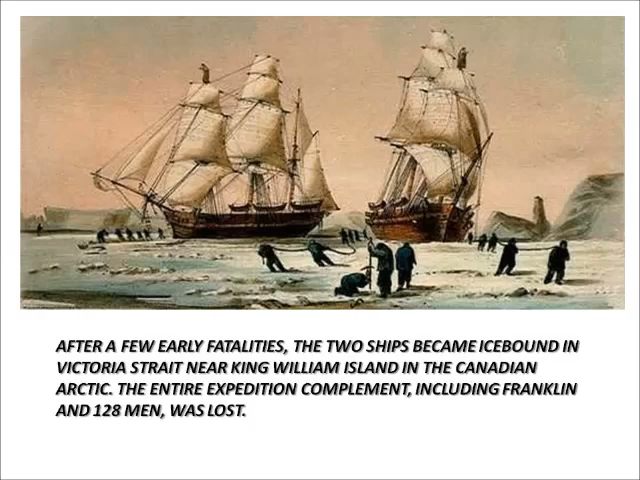 AFTER A FEW EARLY FATALITIES, THE TWO SHIPS BECAME ICEBOUND IN
VICTORIA STRAIT NEAR KING WILLIAM ISLAND IN THE CANADIAN
ARCTIC. THE ENTIRE EXPEDITION COMPLEMENT, INCLUDING FRANKLIN
AND 128 MEN, WAS LOST.